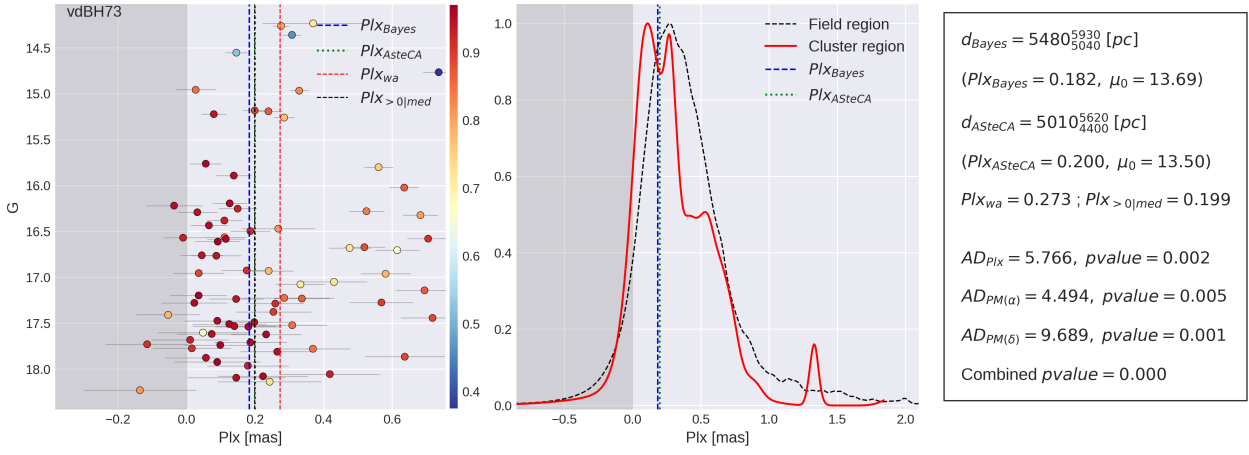 vdBH73
Plx_Bayes
Plx_ASteCA
Plx_wa
Plx_>0|med
14.5
15.0
15.5
16.0
16.5
17.0
17.5
18.0
G
−0.2
0.0
0.2
0.4
0.6
Plx [mas]
0.9
0.8
0.7
0.6
0.5
0.4
Field region
Cluster region
Plx_Bayes
Plx_ASteCA
1.0
0.8
0.6
0.4
0.2
0.0
−0.5
0.0
0.5
1.0
1.5
2.0
Plx [mas]
d_Bayes = 5480^5930_5040 [pc]
(Plx_Bayes = 0.182, μ_0 = 13.69)
d_ASteCA = 5010^5620_4400 [pc]
(Plx_ASteCA = 0.200, μ_0 = 13.50)
Plx_wa = 0.273 ; Plx_>0|med = 0.199
AD_Plx = 5.766, pvalue = 0.002
AD_PM(α) = 4.494, pvalue = 0.005
AD_PM(δ) = 9.689, pvalue = 0.001
Combined pvalue = 0.000